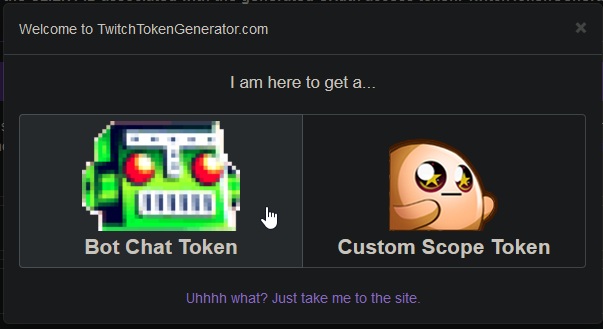 Welcome to TwitchTokenGenerator.com
×
I am here to get a...
Bot Chat Token
Custom Scope Token
Uhhhh what? Just take me to the site.